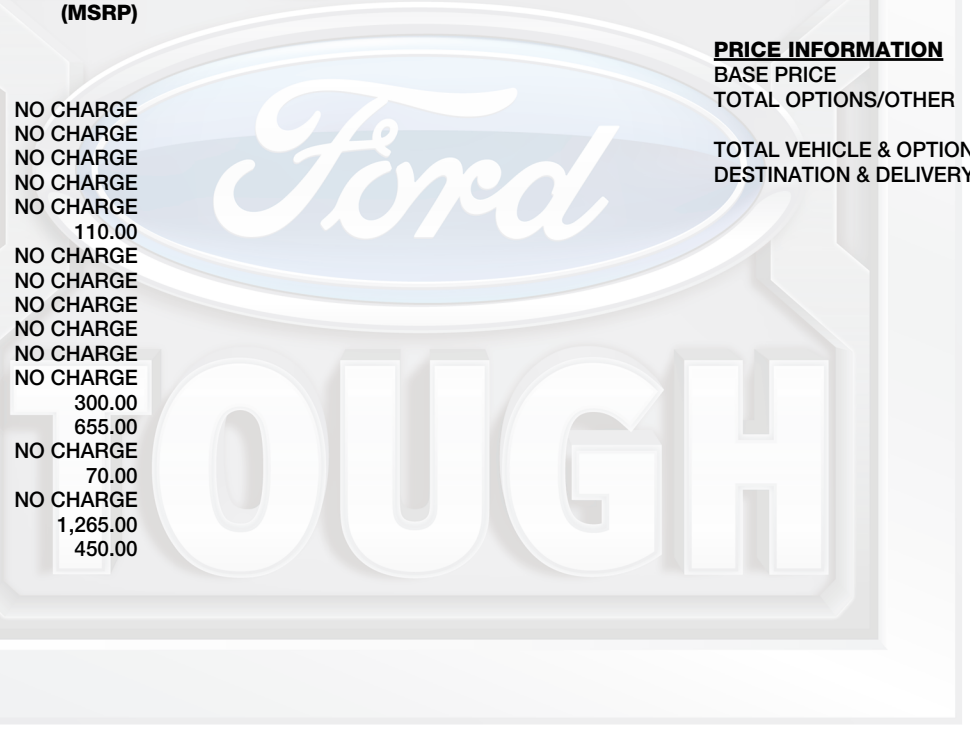 (MSRP)
NO CHARGE
NO CHARGE
NO CHARGE
NO CHARGE
NO CHARGE
110.00
NO CHARGE
NO CHARGE
NO CHARGE
NO CHARGE
NO CHARGE
NO CHARGE
300.00
655.00
NO CHARGE
70.00
NO CHARGE
1,265.00
450.00
PRICE INFORMATION
BASE PRICE
TOTAL OPTIONS/OTHER
TOTAL VEHICLE & OPTION
DESTINATION & DELIVERY
Ford
TOUGH